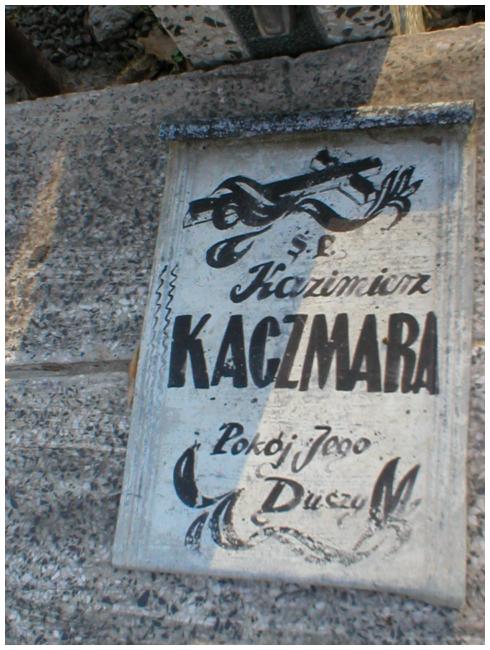 Ś. P.
Kazimierz
KACZMARA
Pokój Jego
Duszy